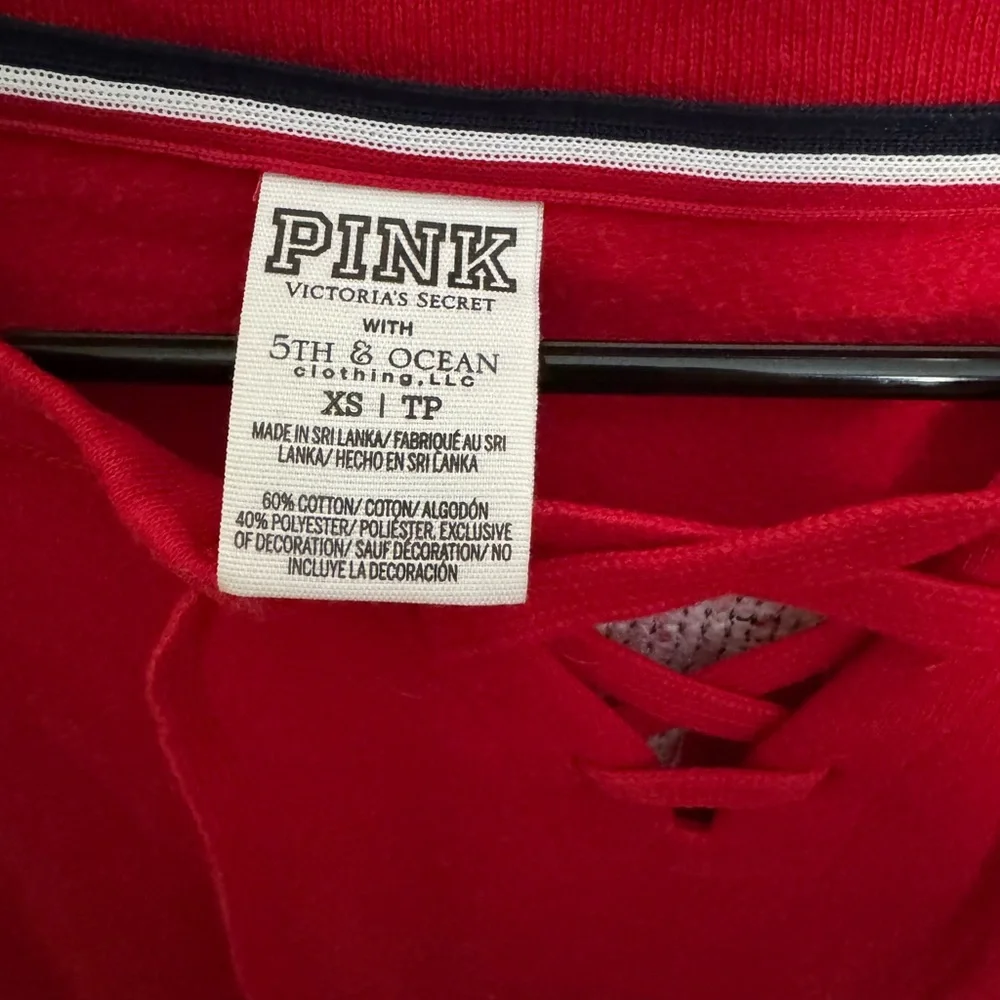 PINK
VICTORIA'S SECRET
WITH
5TH & OCEAN
clothing,LLC
XS | TP
MADE IN SRI LANKA/ FABRIQUÉ AU SRI
LANKA/ HECHO EN SRI LANKA
60% COTTON/ COTON/ ALGODÓN
40% POLYESTER/ POLIÉSTER, EXCLUSIVE
OF DECORATION/ SAUF DÉCORATION/ NO
INCLUYE LA DECORACIÓN